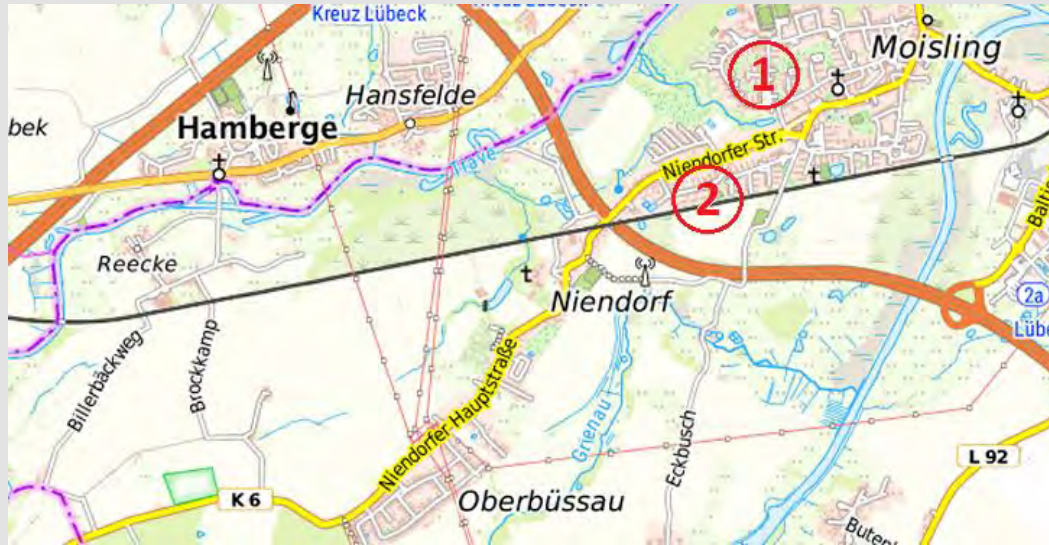 Kreuz Lübeck
Moisling
Hansfelde
bek
Hamberge
1
Trave
Niendorfer Str.
2
Reecke
Niendorf
2a
Billerbäckweg
Brockkamp
Niendorfer Hauptstraße
Grienau
Eckbusch
L 92
K 6
Oberbüssau